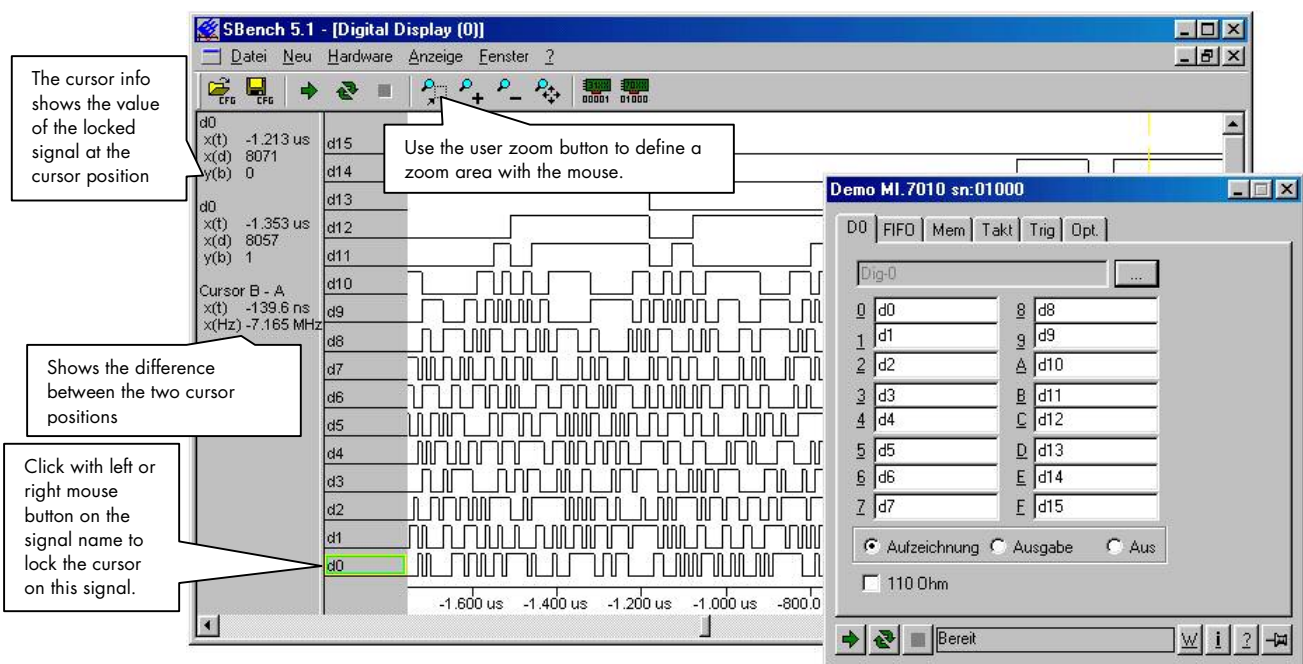 SBench 5.1 - [Digital Display (0)]
Datei Neu Hardware Anzeige Fenster ?
CFG CFG 00001 01000
The cursor info
shows the value
of the locked
signal at the
cursor position
Use the user zoom button to define a
zoom area with the mouse.
d0
x(t) -1.213 us
x(d) 8071
y(b) 0
d0
x(t) -1.353 us
x(d) 8057
y(b) 1
Cursor B - A
x(t) -139.6 ns
x(Hz) -7.165 MHz
Shows the difference
between the two cursor
positions
Click with left or
right mouse
button on the
signal name to
lock the cursor
on this signal.
d15
d14
d13
d12
d11
d10
d9
d8
d7
d6
d5
d4
d3
d2
d1
d0
-1.600 us -1.400 us -1.200 us -1.000 us -800.0
Demo MI.7010 sn:01000
D0 FIFO Mem Takt Trig Opt.
Dig-0 ...
0 d0 8 d8
1 d1 9 d9
2 d2 A d10
3 d3 B d11
4 d4 C d12
5 d5 D d13
6 d6 E d14
7 d7 F d15
Aufzeichnung Ausgabe Aus
110 Ohm
Bereit W i ?